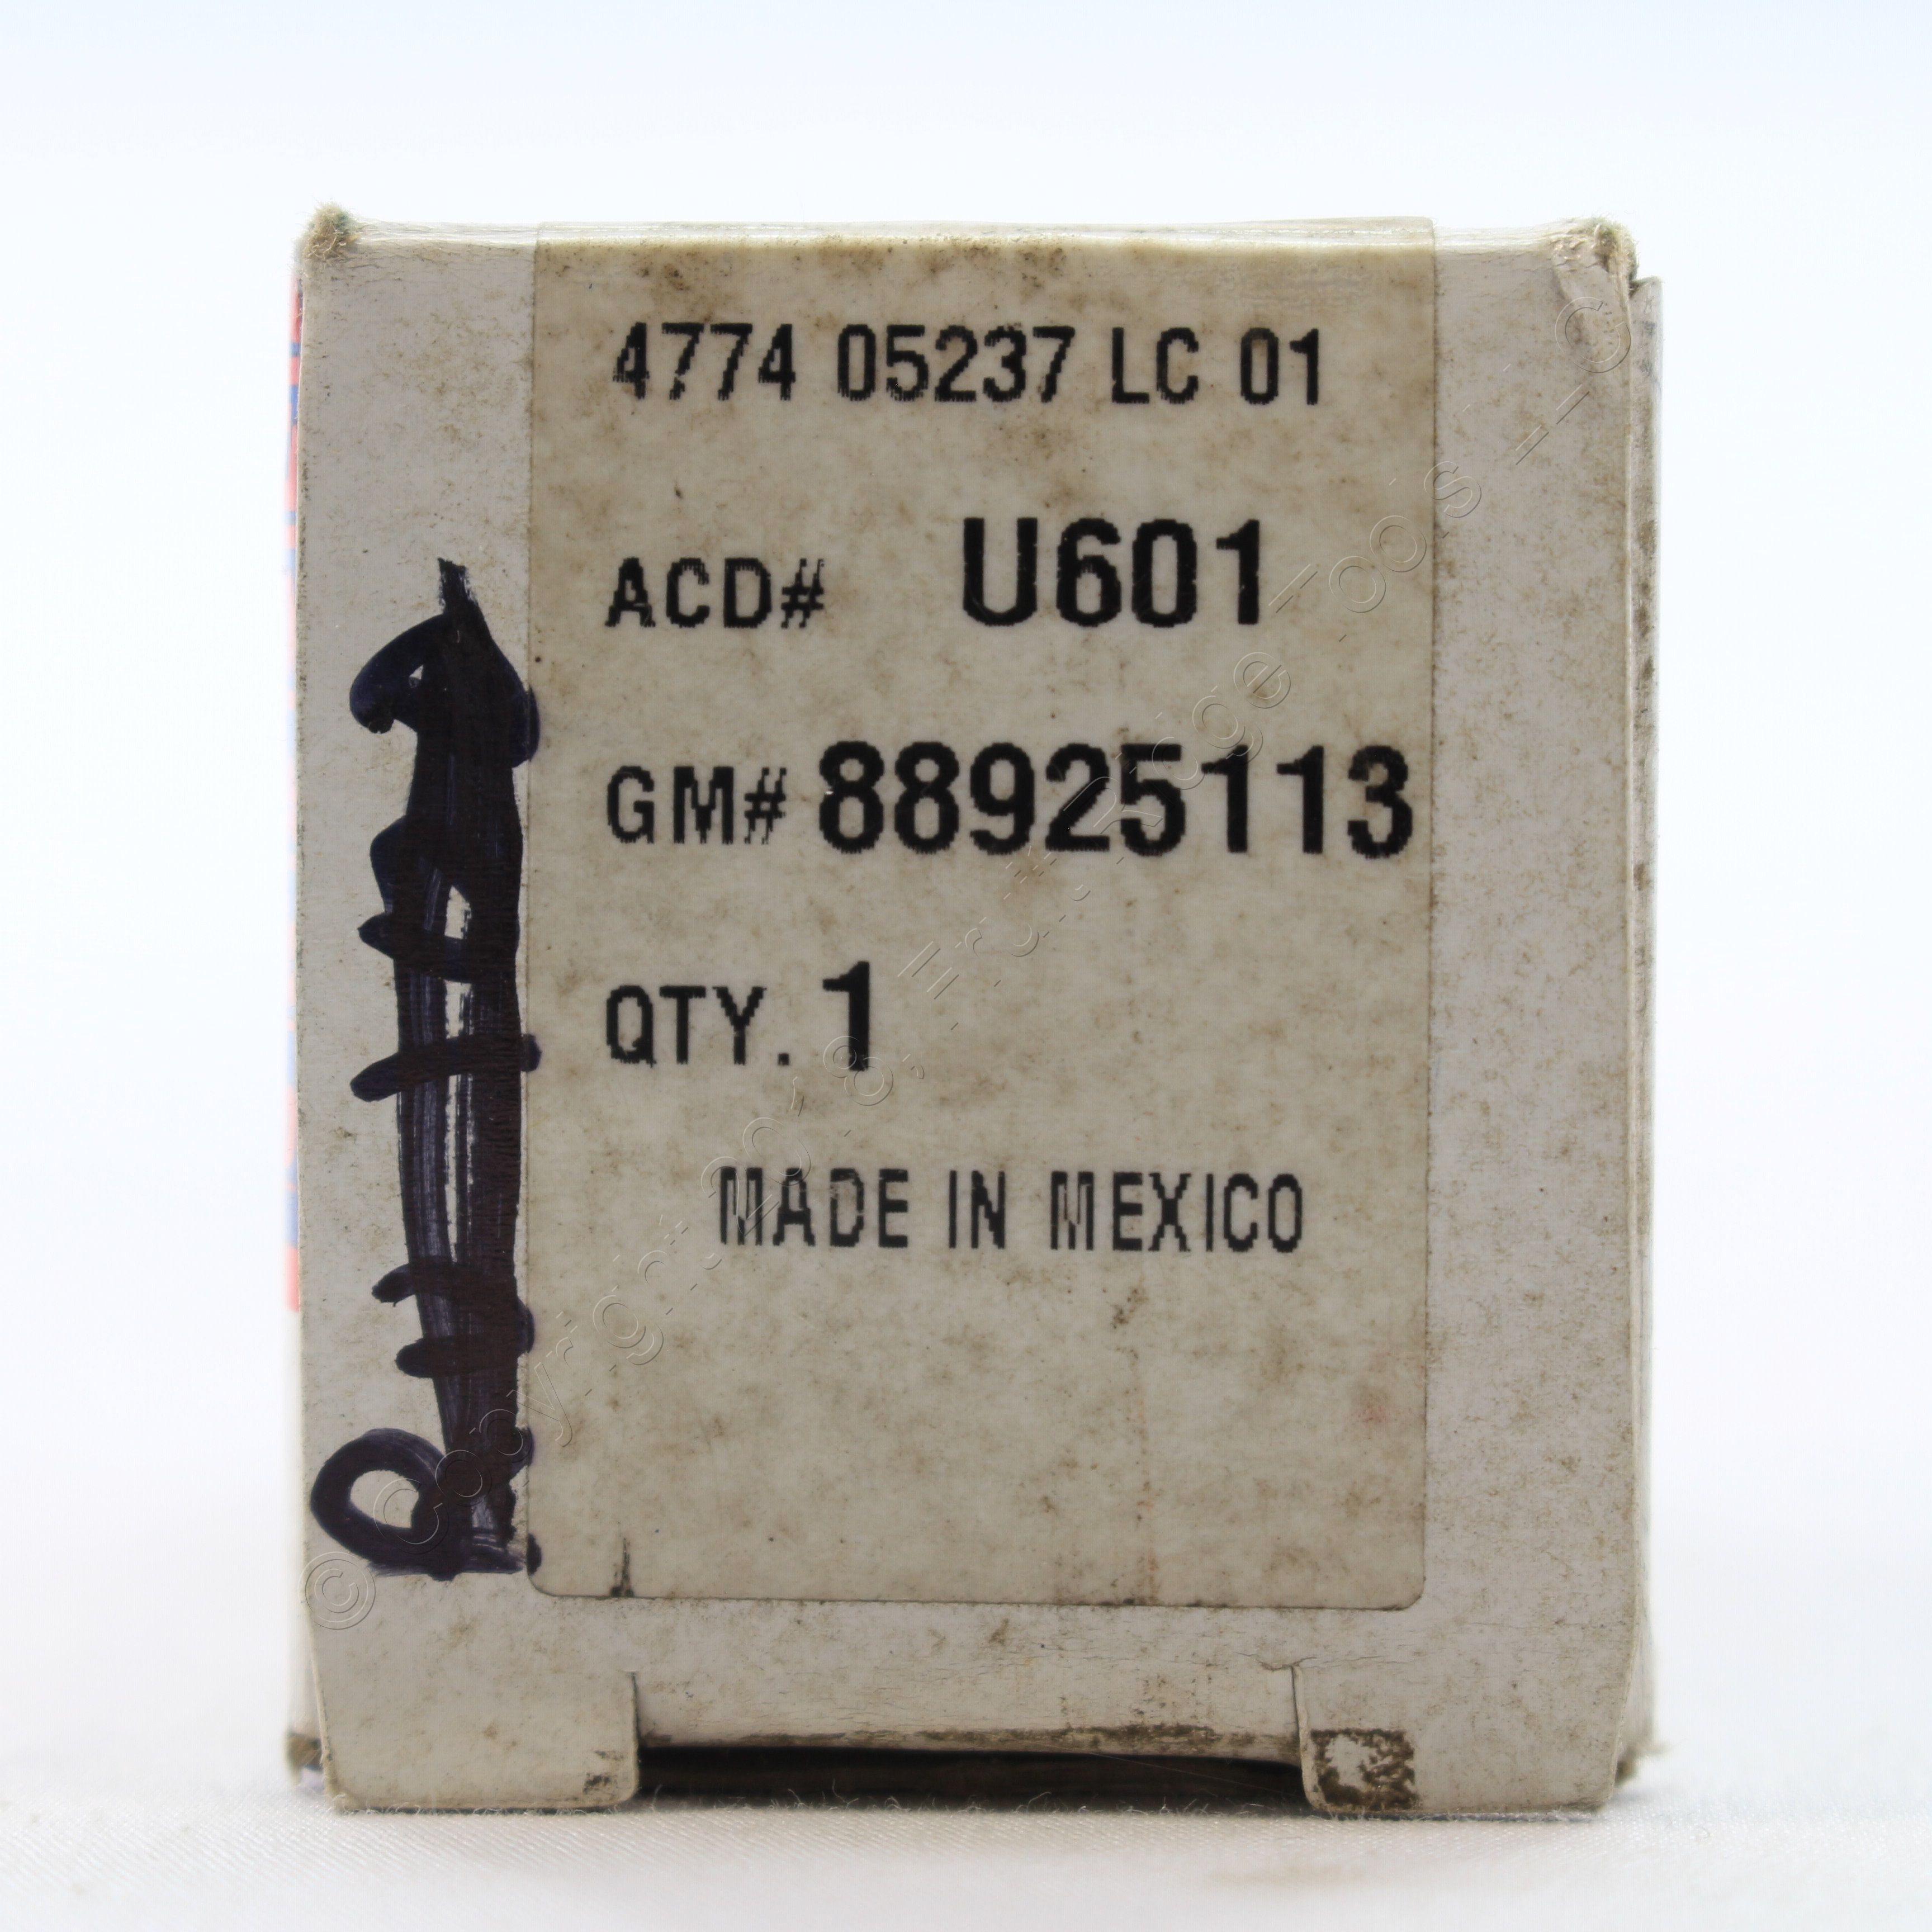 4774 05237 LC 01
ACD# U601
GM# 88925113
QTY. 1
MADE IN MEXICO